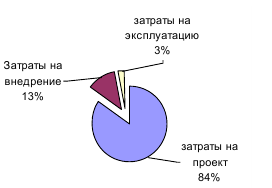 затраты на
эксплуатацию
3%
Затраты на
внедрение
13%
затраты на
проект
84%